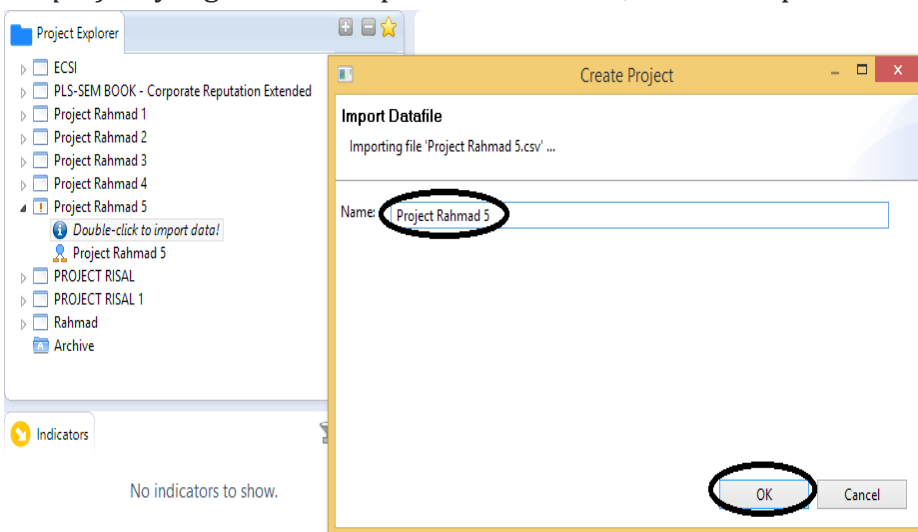 Project Explorer
ECSI
PLS-SEM BOOK - Corporate Reputation Extended
Project Rahmad 1
Project Rahmad 2
Project Rahmad 3
Project Rahmad 4
Project Rahmad 5
Double-click to import data!
Project Rahmad 5
PROJECT RISAL
PROJECT RISAL 1
Rahmad
Archive
Indicators
No indicators to show.
Create Project
Import Datafile
Importing file 'Project Rahmad 5.csv' ...
Name: Project Rahmad 5
OK Cancel